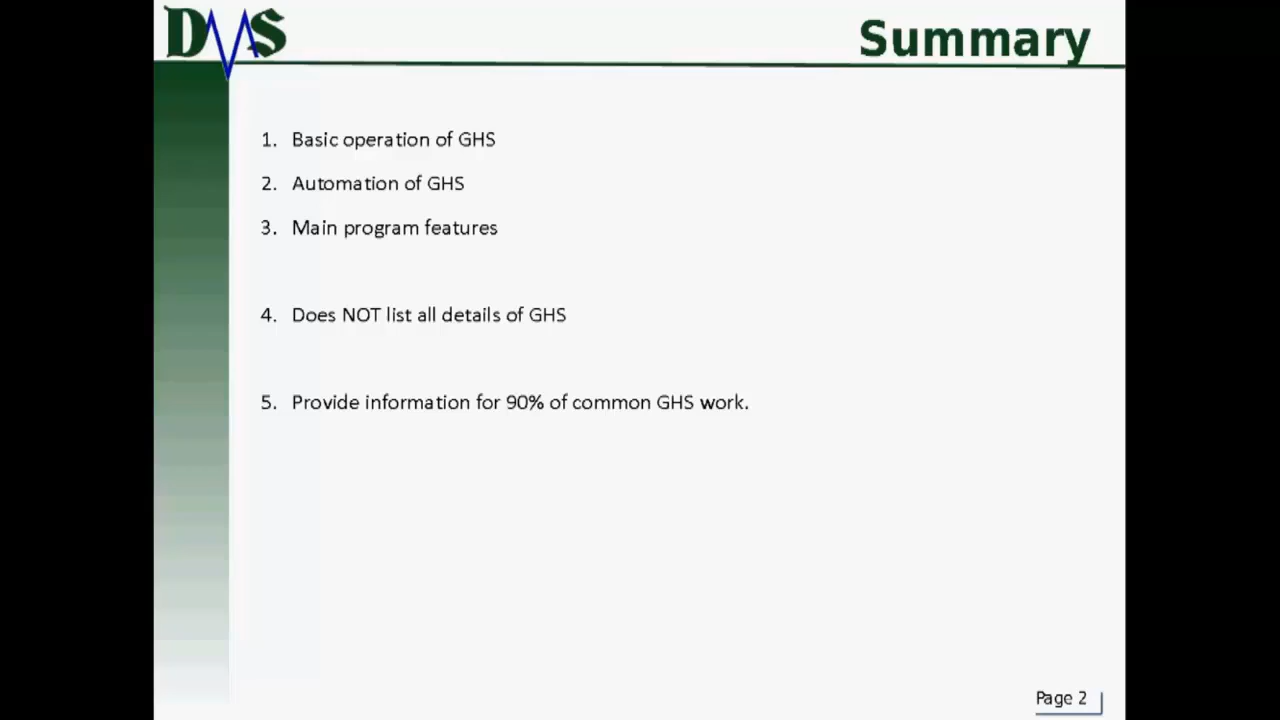 DMS
Summary
1. Basic operation of GHS
2. Automation of GHS
3. Main program features
4. Does NOT list all details of GHS
5. Provide information for 90% of common GHS work.
Page 2